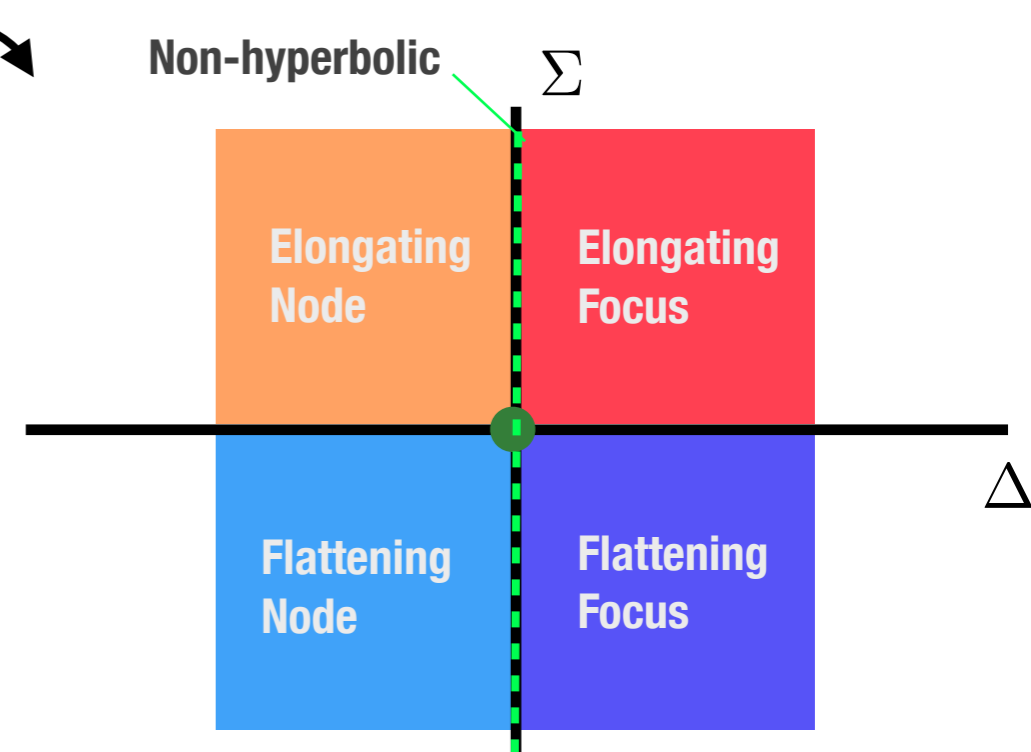 Non-hyperbolic
Σ
Elongating
Node
Elongating
Focus
Δ
Flattening
Node
Flattening
Focus